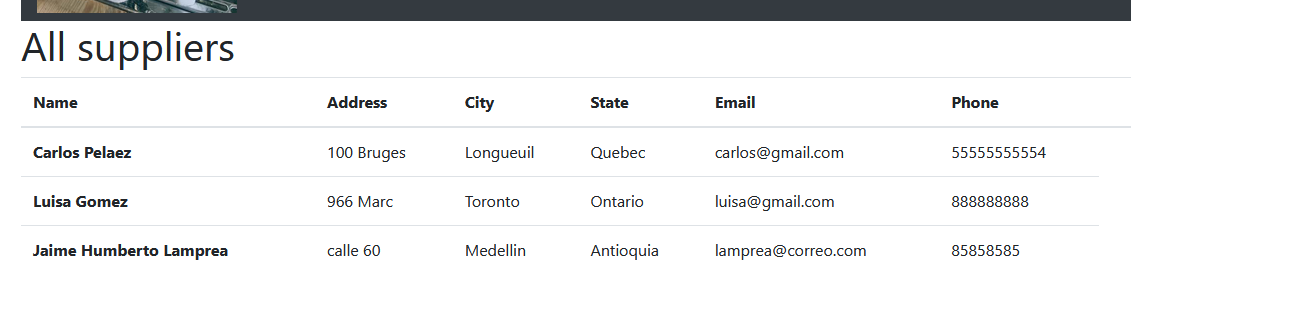 All suppliers
Name Address City State Email Phone
Carlos Pelaez 100 Bruges Longueuil Quebec carlos@gmail.com 55555555554
Luisa Gomez 966 Marc Toronto Ontario luisa@gmail.com 888888888
Jaime Humberto Lamprea calle 60 Medellin Antioquia lamprea@correo.com 85858585